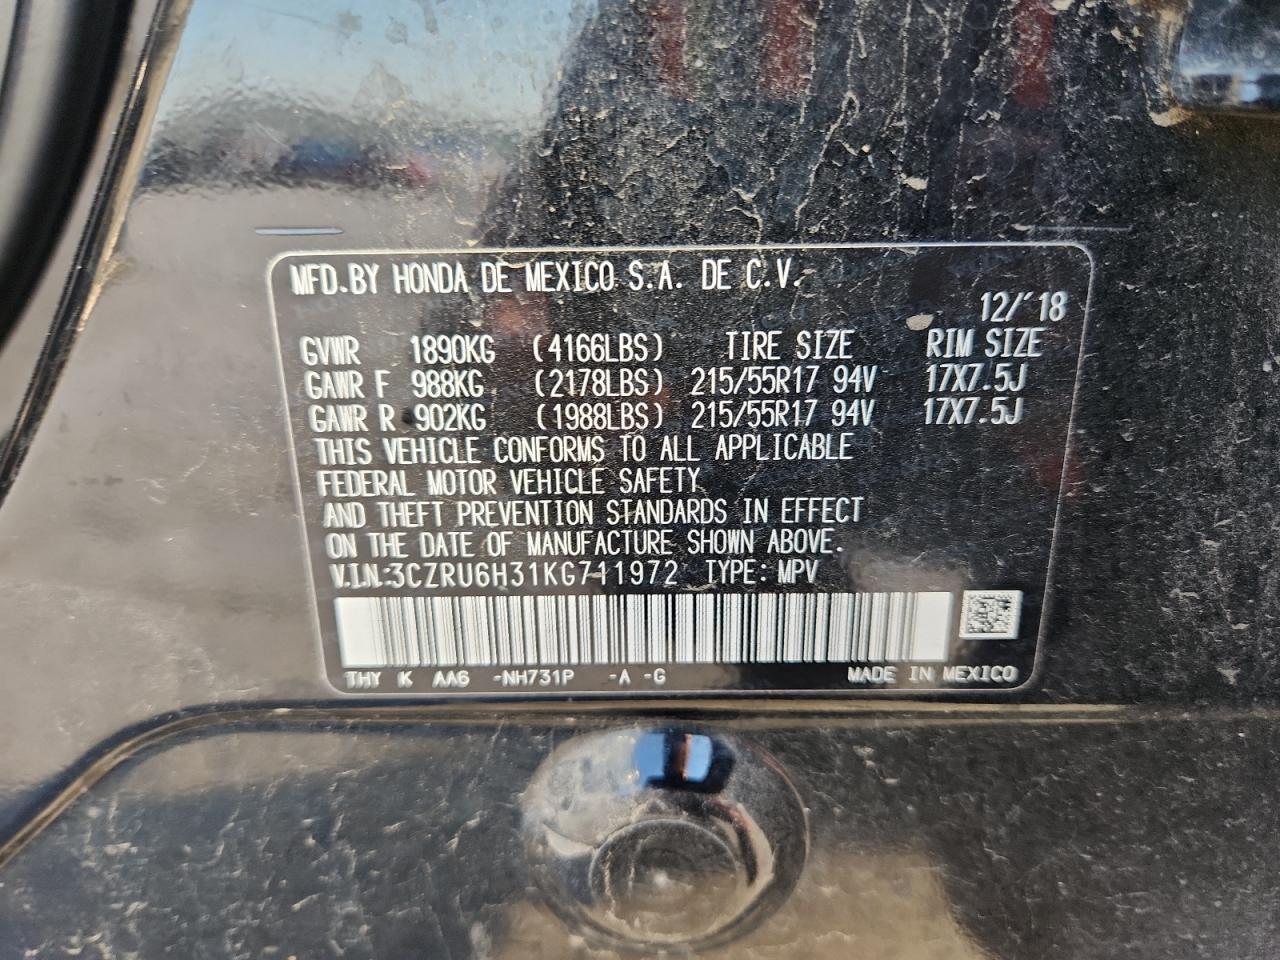 MFD.BY HONDA DE MEXICO S.A. DE C.V.
12/'18
GVWR 1890KG (4166LBS) TIRE SIZE RIM SIZE
GAWR F 988KG (2178LBS) 215/55R17 94V 17X7.5J
GAWR R 902KG (1988LBS) 215/55R17 94V 17X7.5J
THIS VEHICLE CONFORMS TO ALL APPLICABLE
FEDERAL MOTOR VEHICLE SAFETY
AND THEFT PREVENTION STANDARDS IN EFFECT
ON THE DATE OF MANUFACTURE SHOWN ABOVE.
V.I.N:3CZRU6H31KG711972 TYPE: MPV
THY K AA6 -NH731P -A -G MADE IN MEXICO